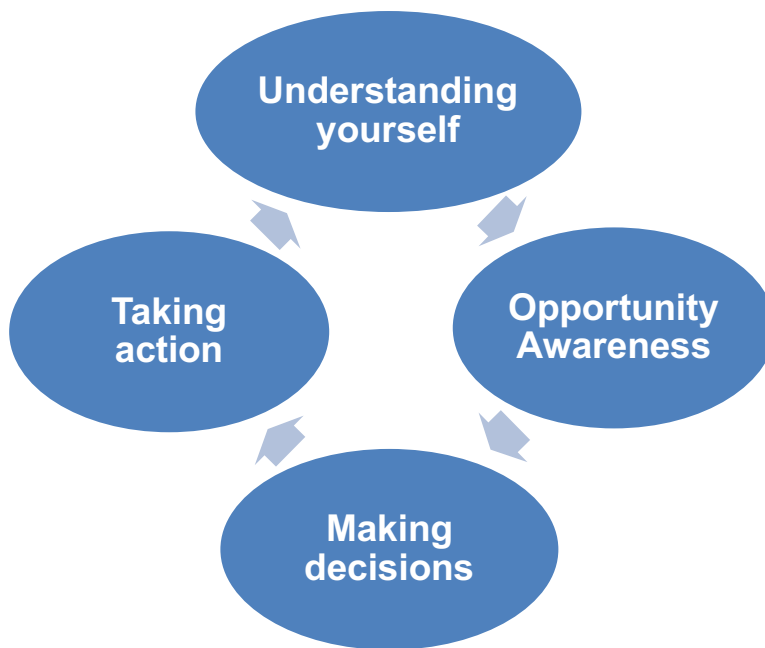 Understanding
yourself
Opportunity
Awareness
Making
decisions
Taking
action